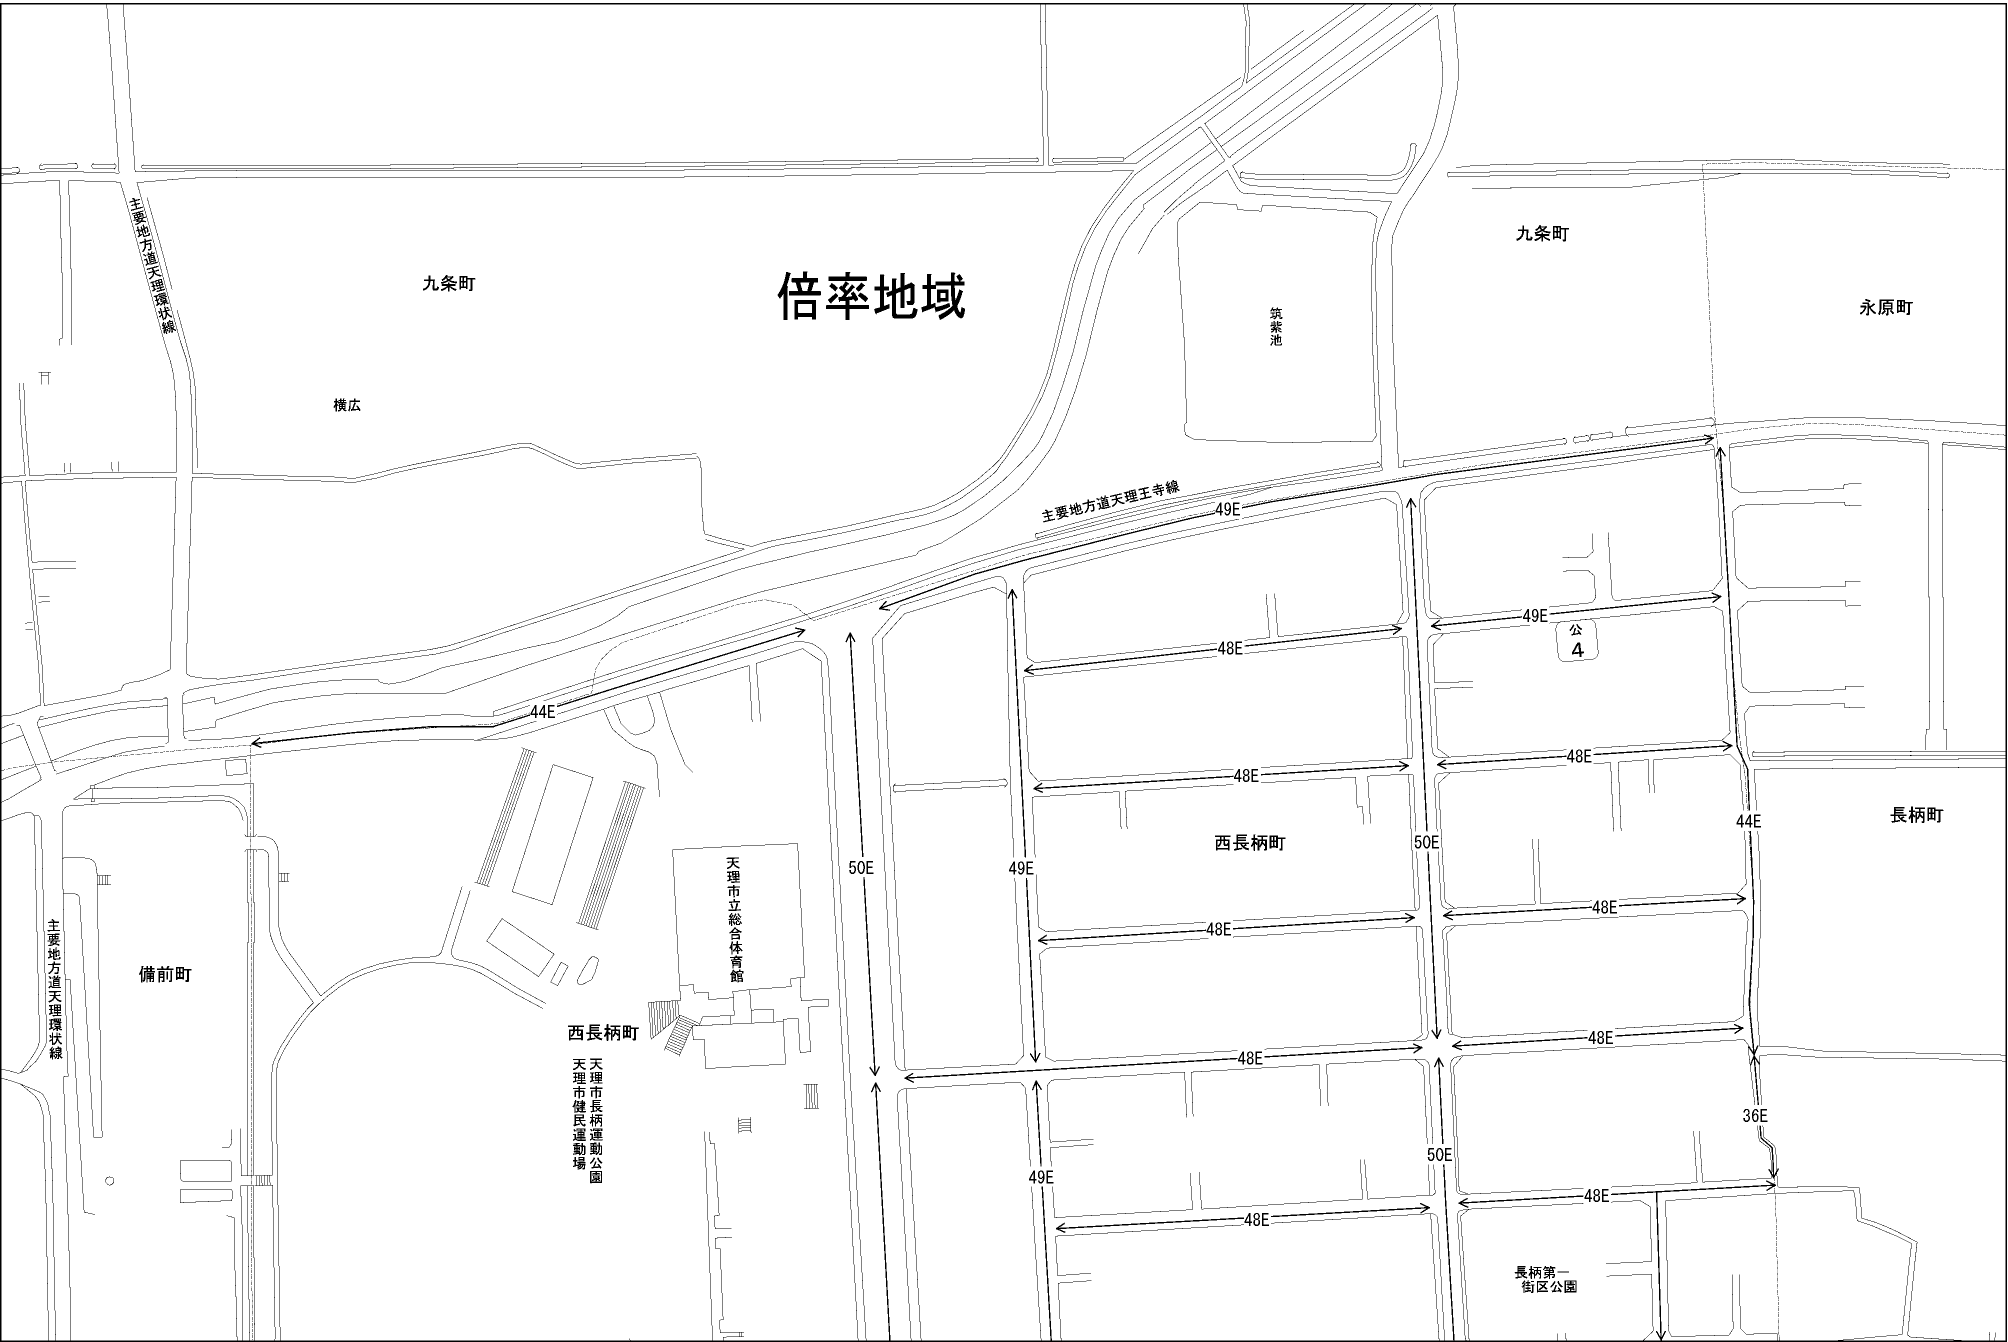 主要地方道天理環状線
九条町
倍率地域
九条町
永原町
筑紫池
横広
主要地方道天理王寺線
49E
49E
公
4
48E
44E
48E
48E
長柄町
44E
西長柄町
50E
50E
49E
天理市立総合体育館
48E
48E
主要地方道天理環状線
備前町
西長柄町
天理市長柄運動公園
天理市健民運動場
48E
48E
36E
50E
49E
48E
48E
長柄第一
街区公園